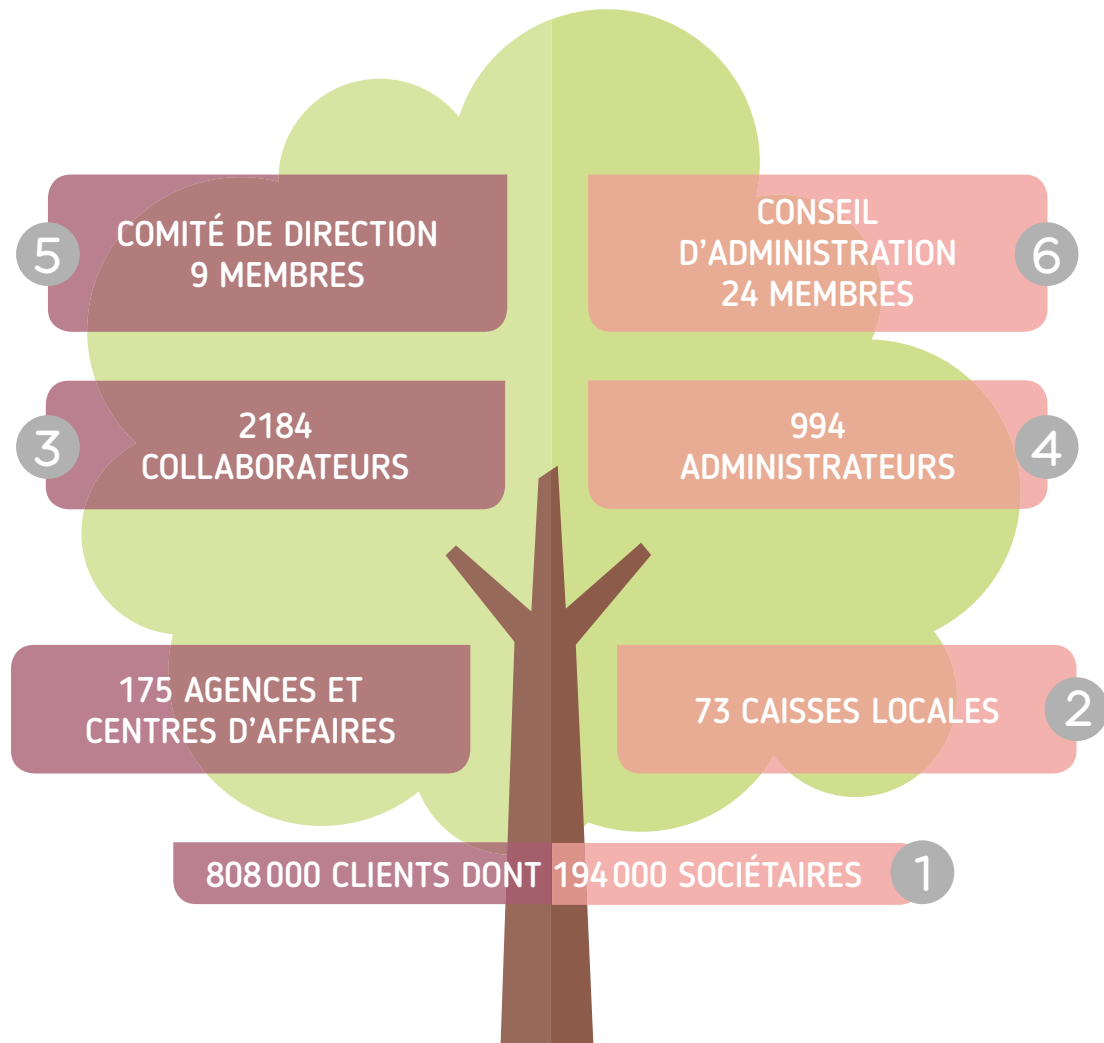 5
COMITÉ DE DIRECTION
9 MEMBRES
CONSEIL
D'ADMINISTRATION
24 MEMBRES
6
3
2184
COLLABORATEURS
994
ADMINISTRATEURS
4
175 AGENCES ET
CENTRES D'AFFAIRES
73 CAISSES LOCALES
2
808 000 CLIENTS DONT 194 000 SOCIÉTAIRES
1